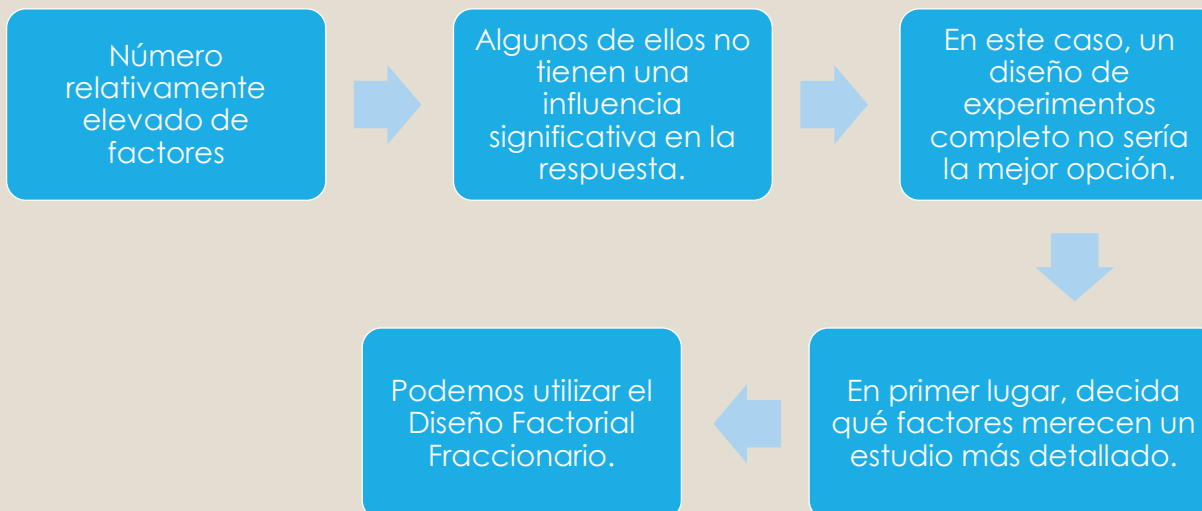 Número
relativamente
elevado de
factores
Algunos de ellos no
tienen una
influencia
significativa en la
respuesta.
En este caso, un
diseño de
experimentos
completo no sería
la mejor opción.
En primer lugar, decida
qué factores merecen un
estudio más detallado.
Podemos utilizar el
Diseño Factorial
Fraccionario.